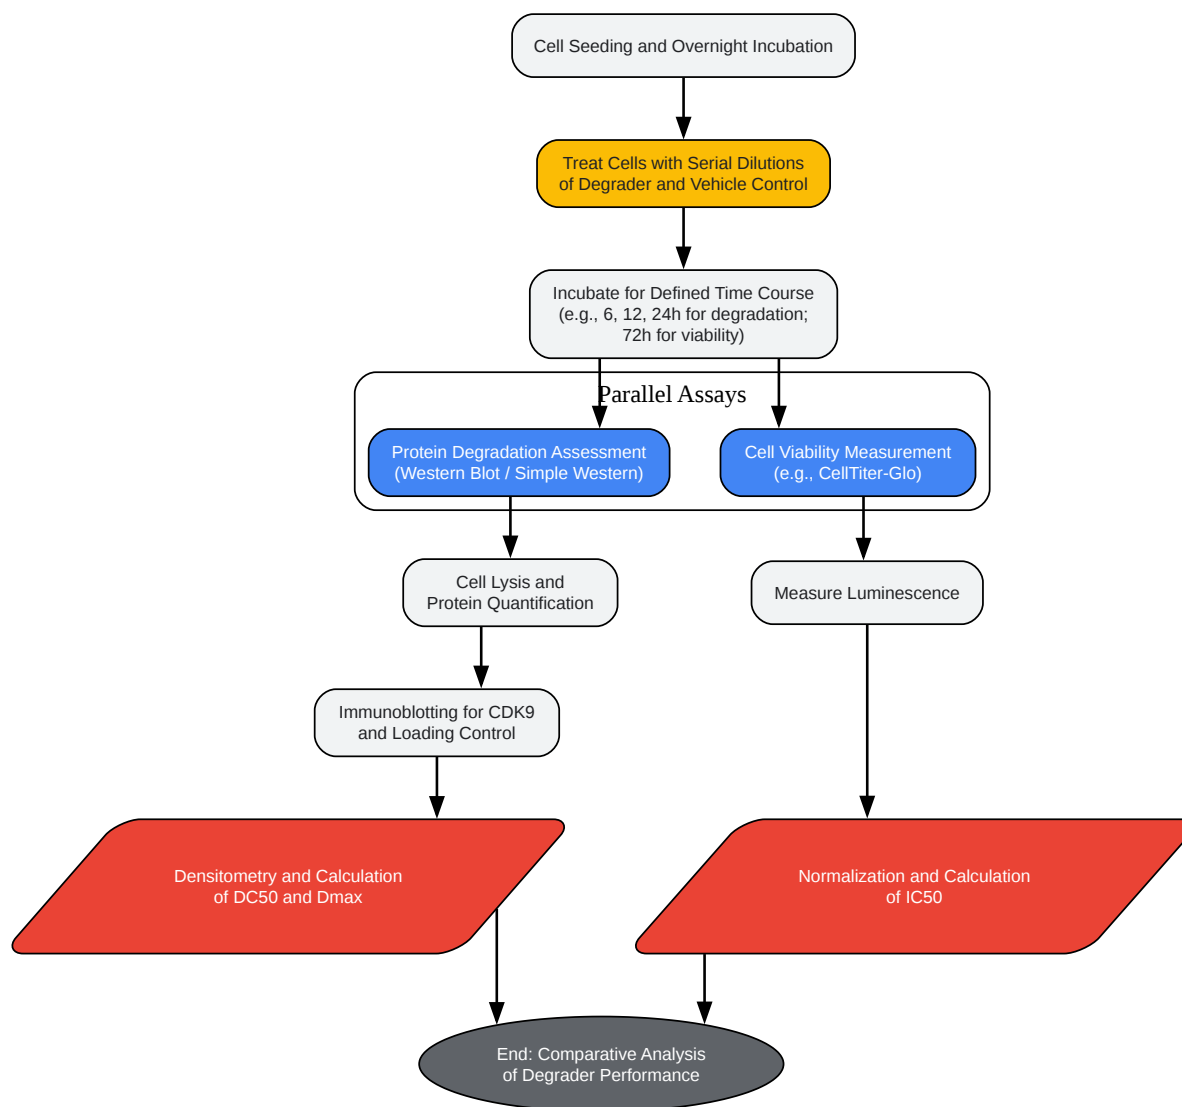 Cell Seeding and Overnight Incubation
Treat Cells with Serial Dilutions
of Degrader and Vehicle Control
Incubate for Defined Time Course
(e.g., 6, 12, 24h for degradation;
72h for viability)
Parallel Assays
Protein Degradation Assessment
(Western Blot / Simple Western)
Cell Viability Measurement
(e.g., CellTiter-Glo)
Cell Lysis and
Protein Quantification
Measure Luminescence
Immunoblotting for CDK9
and Loading Control
Densitometry and Calculation
of DC50 and Dmax
Normalization and Calculation
of IC50
End: Comparative Analysis
of Degrader Performance